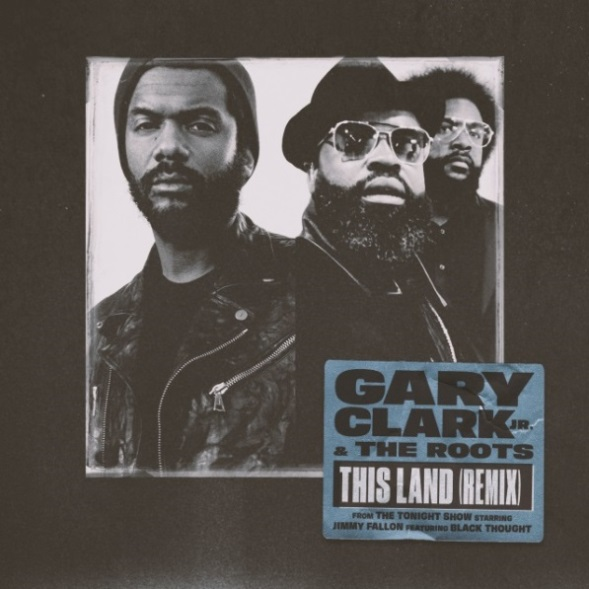 GARY
CLARK JR.
& THE ROOTS
THIS LAND (REMIX)
FROM THE TONIGHT SHOW STARRING
JIMMY FALLON FEATURING BLACK THOUGHT